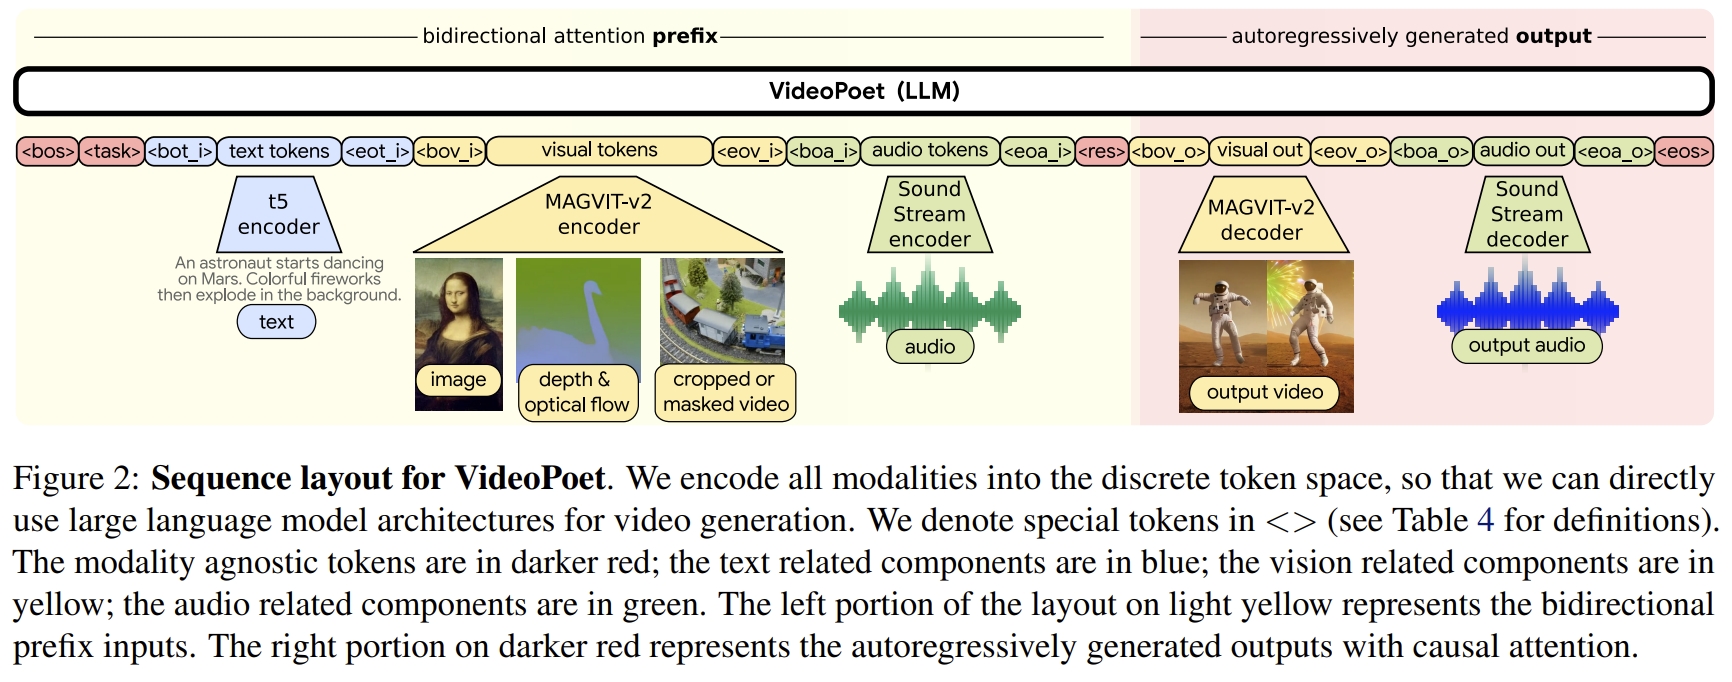 bidirectional attention prefix
autoregressively generated output
VideoPoet (LLM)
<bos> <task> <bot_i> text tokens <eot_i> <bov_i> visual tokens <eov_i> <boa_i> audio tokens <eoa_i> <res> <bov_o> visual out <eov_o> <boa_o> audio out <eoa_o> <eos>
t5
encoder
An astronaut starts dancing
on Mars. Colorful fireworks
then explode in the background.
text
MAGVIT-v2
encoder
image
depth &
optical flow
cropped or
masked video
Sound
Stream
encoder
audio
MAGVIT-v2
decoder
output video
Sound
Stream
decoder
output audio
Figure 2: Sequence layout for VideoPoet. We encode all modalities into the discrete token space, so that we can directly
use large language model architectures for video generation. We denote special tokens in <> (see Table 4 for definitions).
The modality agnostic tokens are in darker red; the text related components are in blue; the vision related components are in
yellow; the audio related components are in green. The left portion of the layout on light yellow represents the bidirectional
prefix inputs. The right portion on darker red represents the autoregressively generated outputs with causal attention.